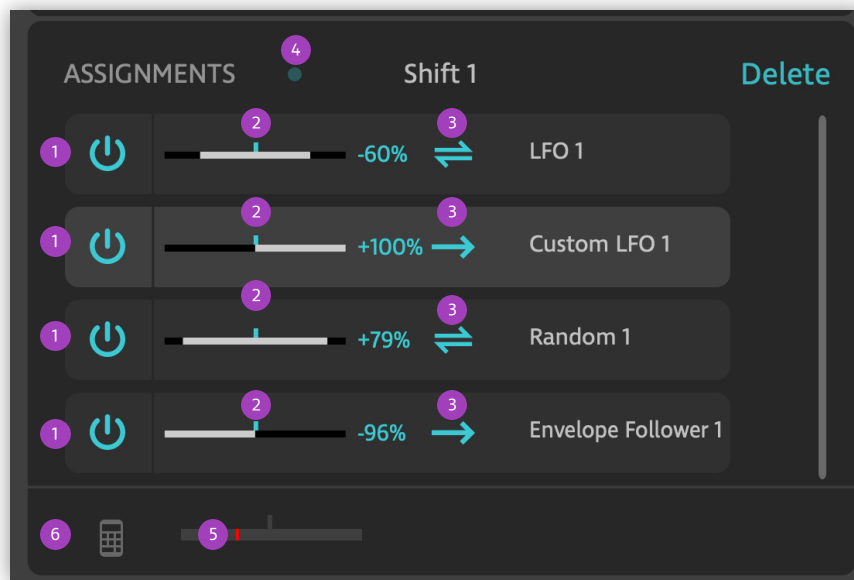 4
ASSIGNMENTS Shift 1 Delete
2 3
1 -60% LFO 1
2 3
1 +100% Custom LFO 1
2 3
1 +79% Random 1
2 3
1 -96% Envelope Follower 1
6 5